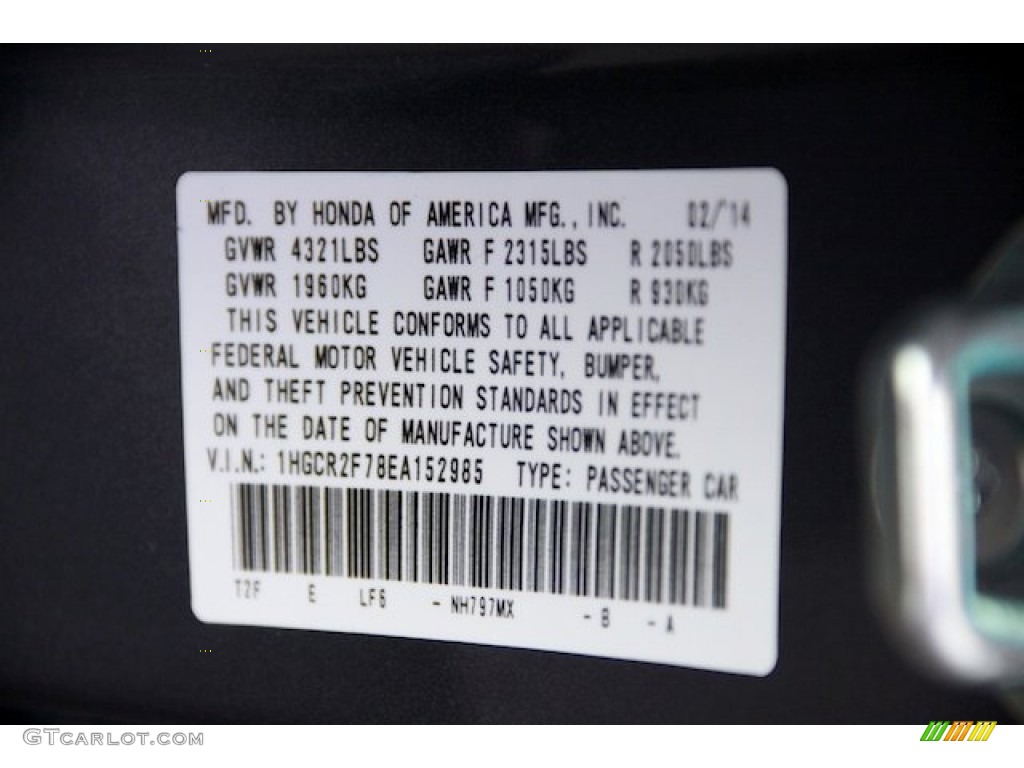 MFD. BY HONDA OF AMERICA MFG., INC. 02/14
GVWR 4321LBS GAWR F 2315LBS R 2050LBS
GVWR 1960KG GAWR F 1050KG R 930KG
THIS VEHICLE CONFORMS TO ALL APPLICABLE
FEDERAL MOTOR VEHICLE SAFETY, BUMPER,
AND THEFT PREVENTION STANDARDS IN EFFECT
ON THE DATE OF MANUFACTURE SHOWN ABOVE.
V.I.N.: 1HGCR2F78EA152985 TYPE: PASSENGER CAR
T2F E LF6 - NH797MX - B - A
GTCARLOT.COM